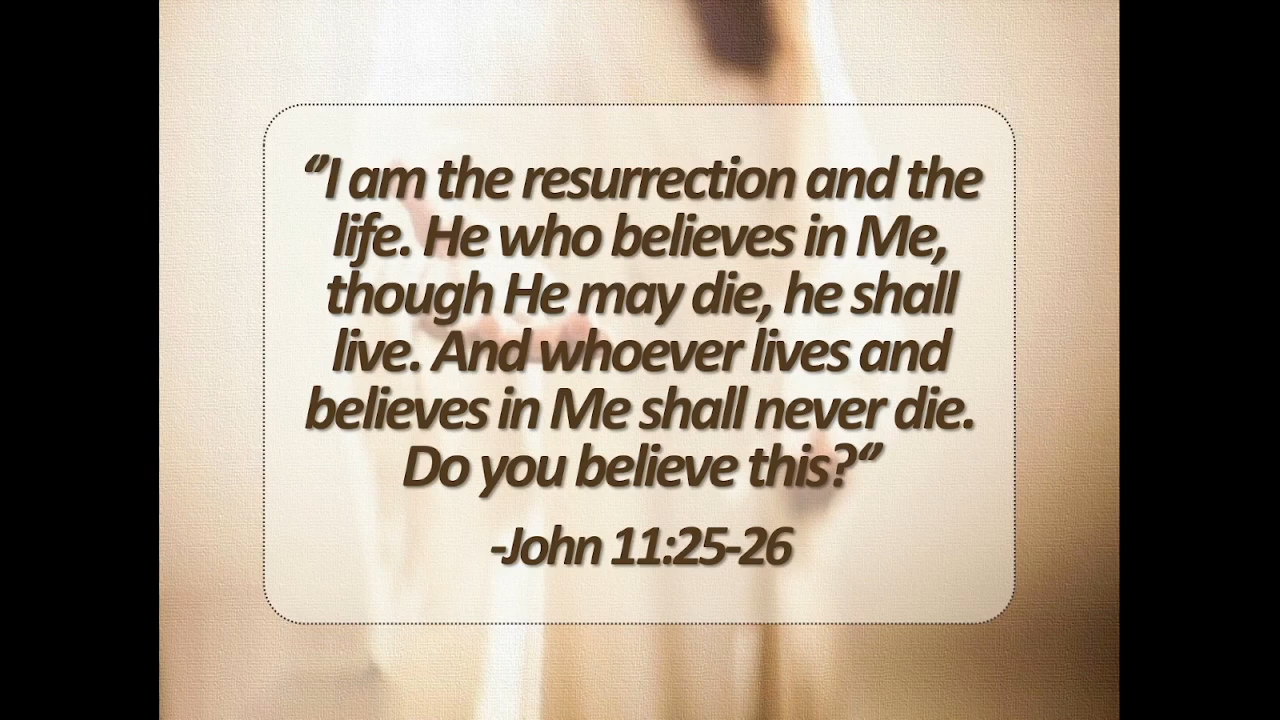 “I am the resurrection and the
life. He who believes in Me,
though He may die, he shall
live. And whoever lives and
believes in Me shall never die.
Do you believe this?“
-John 11:25-26